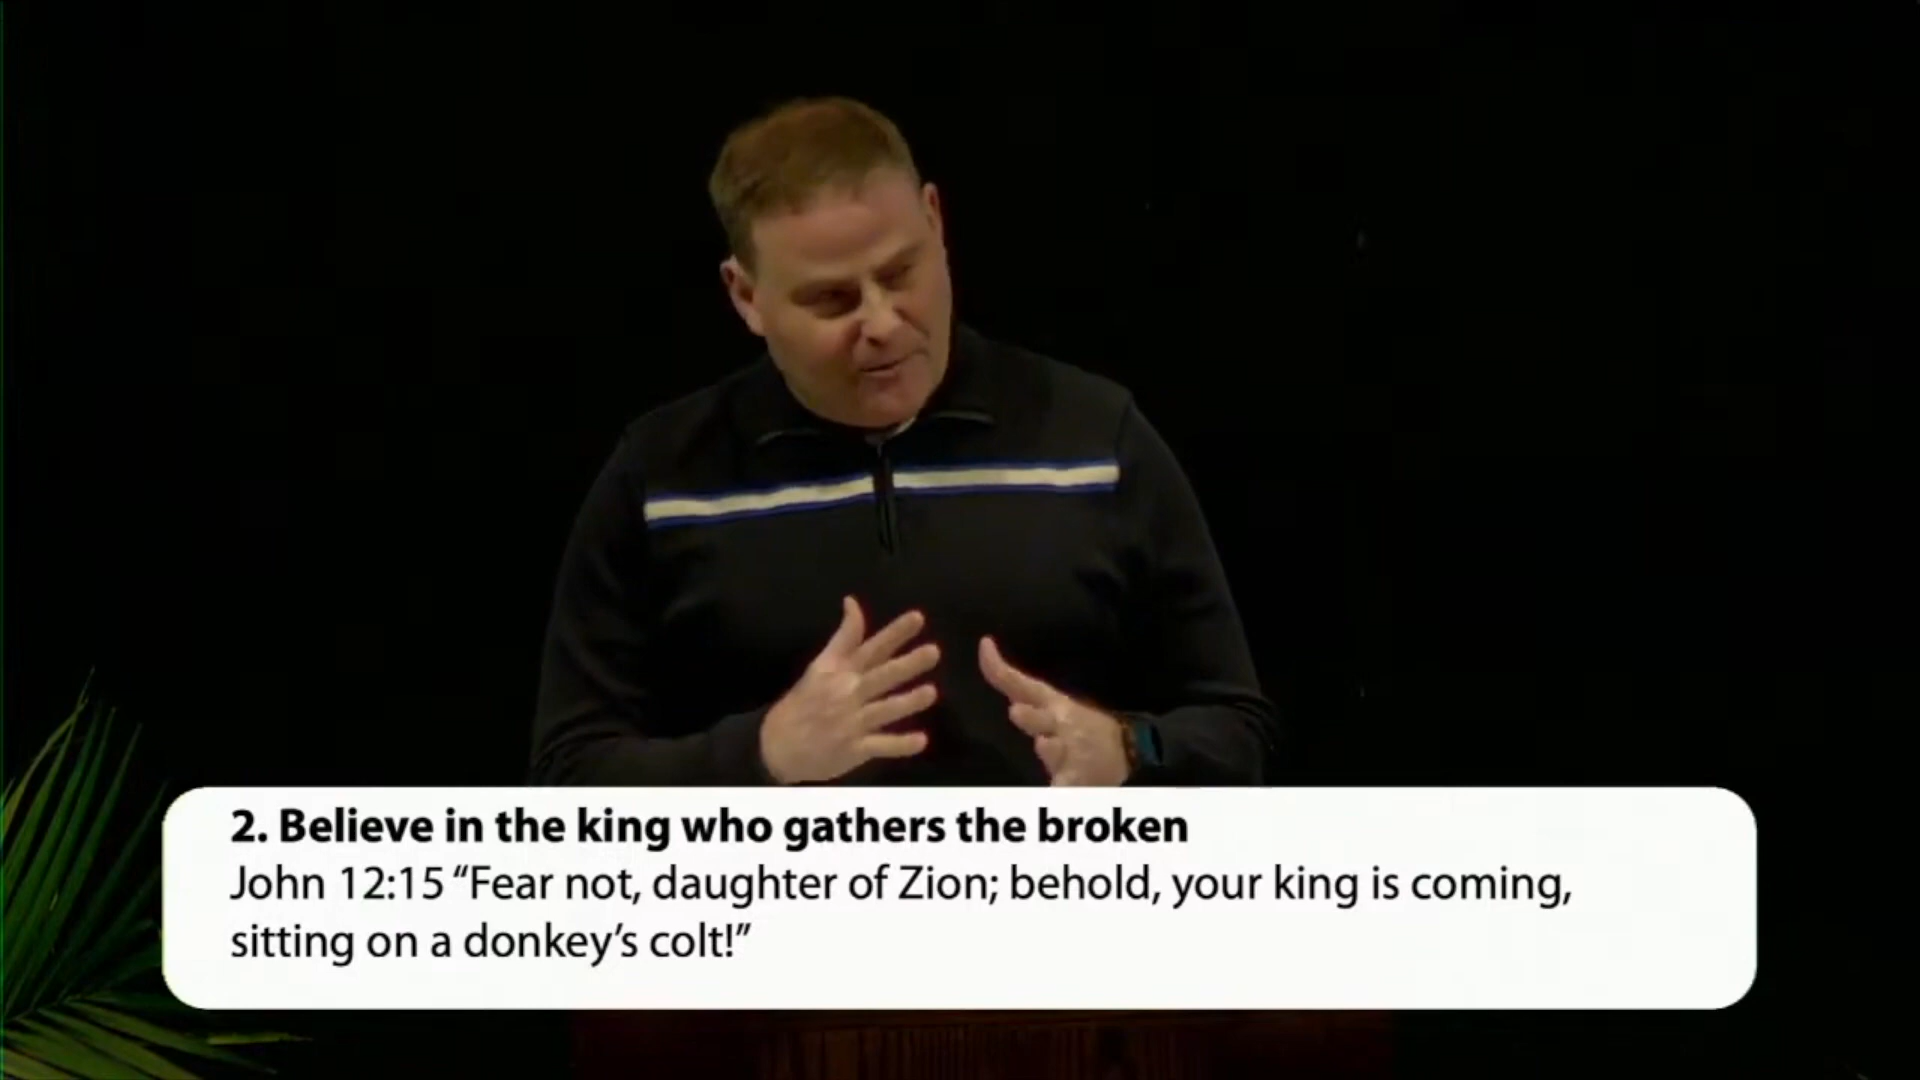 2. Believe in the king who gathers the broken
John 12:15 “Fear not, daughter of Zion; behold, your king is coming,
sitting on a donkey’s colt!”